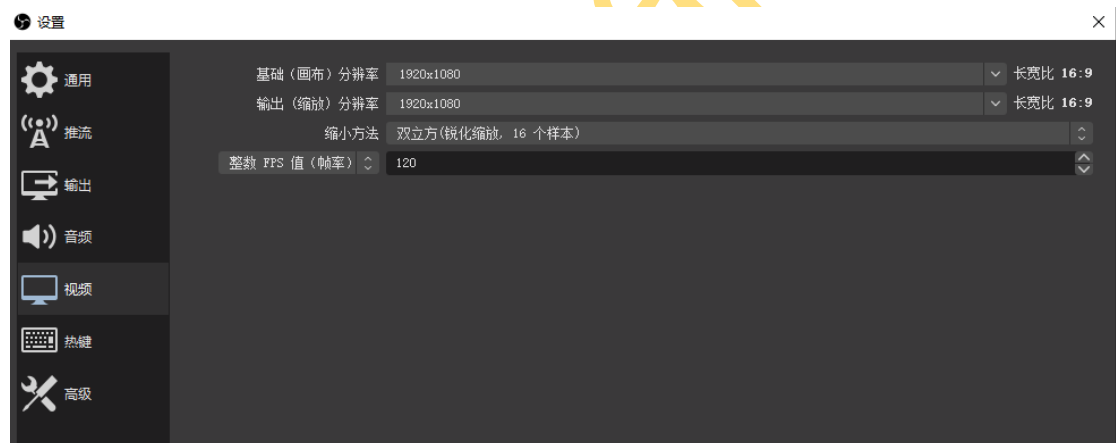 设置
通用
推流
输出
音频
视频
热键
高级
基础（画布）分辨率 1920x1080 长宽比 16:9
输出（缩放）分辨率 1920x1080 长宽比 16:9
缩小方法 双立方(锐化缩放, 16 个样本)
整数 FPS 值（帧率） 120